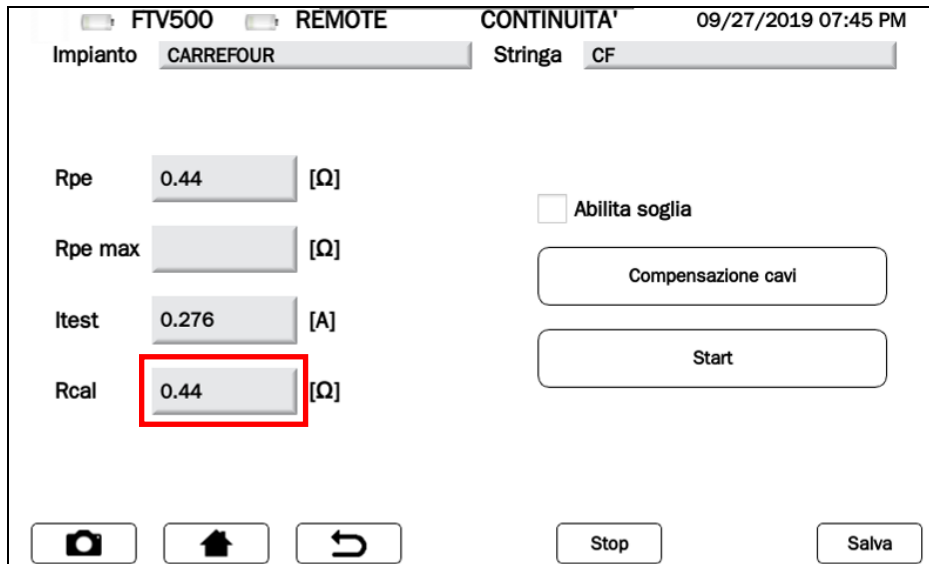 FTV500 REMOTE CONTINUITA' 09/27/2019 07:45 PM
Impianto CARREFOUR Stringa CF
Rpe 0.44 [Ω]
Abilita soglia
Rpe max [Ω]
Compensazione cavi
Itest 0.276 [A]
Start
Rcal 0.44 [Ω]
Stop Salva